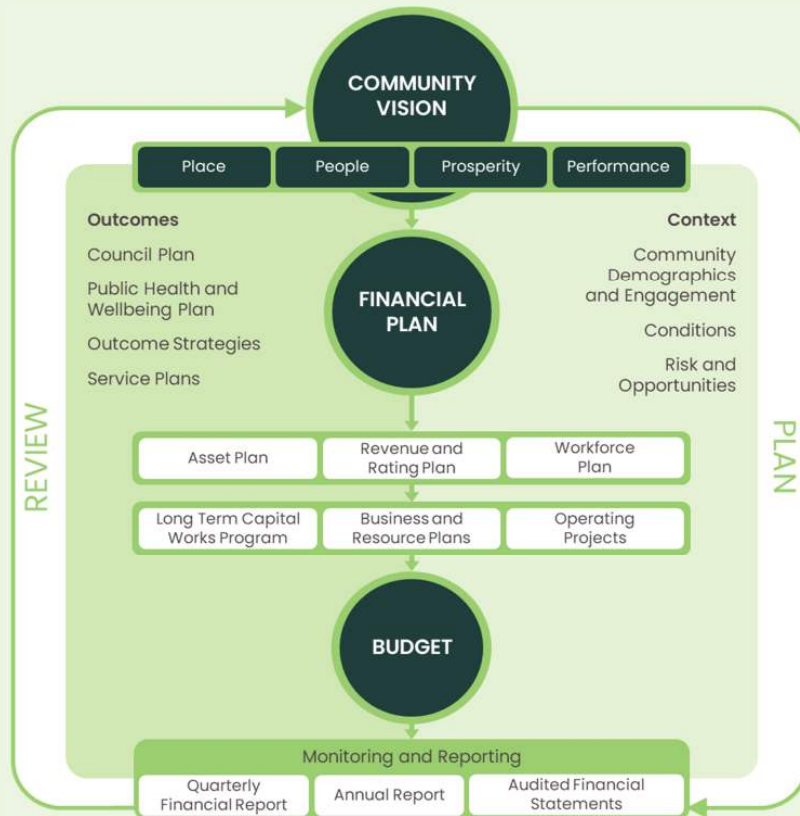 COMMUNITY
VISION
Place
People
Prosperity
Performance
Outcomes
Council Plan
Public Health and
Wellbeing Plan
Outcome Strategies
Service Plans
FINANCIAL
PLAN
Context
Community
Demographics
and Engagement
Conditions
Risk and
Opportunities
REVIEW
PLAN
Asset Plan
Revenue and
Rating Plan
Workforce
Plan
Long Term Capital
Works Program
Business and
Resource Plans
Operating
Projects
BUDGET
Monitoring and Reporting
Quarterly
Financial Report
Annual Report
Audited Financial
Statements